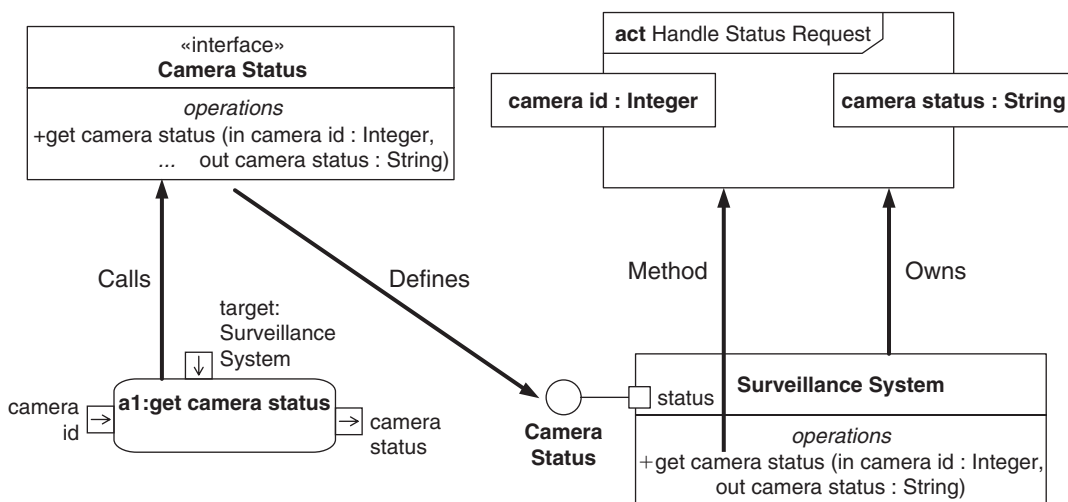 «interface»
Camera Status
operations
+get camera status (in camera id : Integer,
... out camera status : String)
act Handle Status Request
camera id : Integer
camera status : String
Calls
Defines
Method
Owns
target:
Surveillance
System
a1:get camera status
camera
id
camera
status
Camera
Status
status
Surveillance System
operations
+get camera status (in camera id : Integer,
out camera status : String)